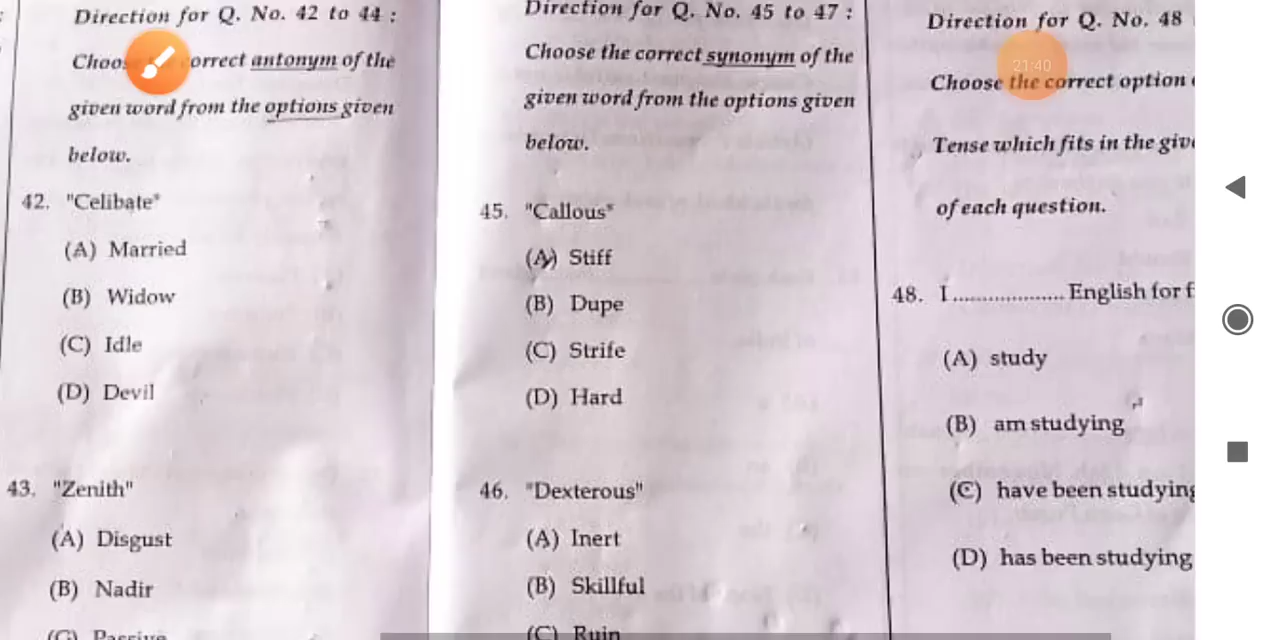 Direction for Q. No. 42 to 44 :
orrect antonym of the
given word from the options given
below.
42. "Celibate"
(A) Married
(B) Widow
(C) Idle
(D) Devil
43. "Zenith"
(A) Disgust
(B) Nadir
(C) Passive
Direction for Q. No. 45 to 47 :
Choose the correct synonym of the
given word from the options given
below.
45. "Callous"
(A) Stiff
(B) Dupe
(C) Strife
(D) Hard
46. "Dexterous"
(A) Inert
(B) Skillful
(C) Ruin
Direction for Q. No. 48
21:40
Choose the correct option
Tense which fits in the giv
of each question.
48. I .................... English for f
(A) study
(B) am studying
(C) have been studying
(D) has been studying